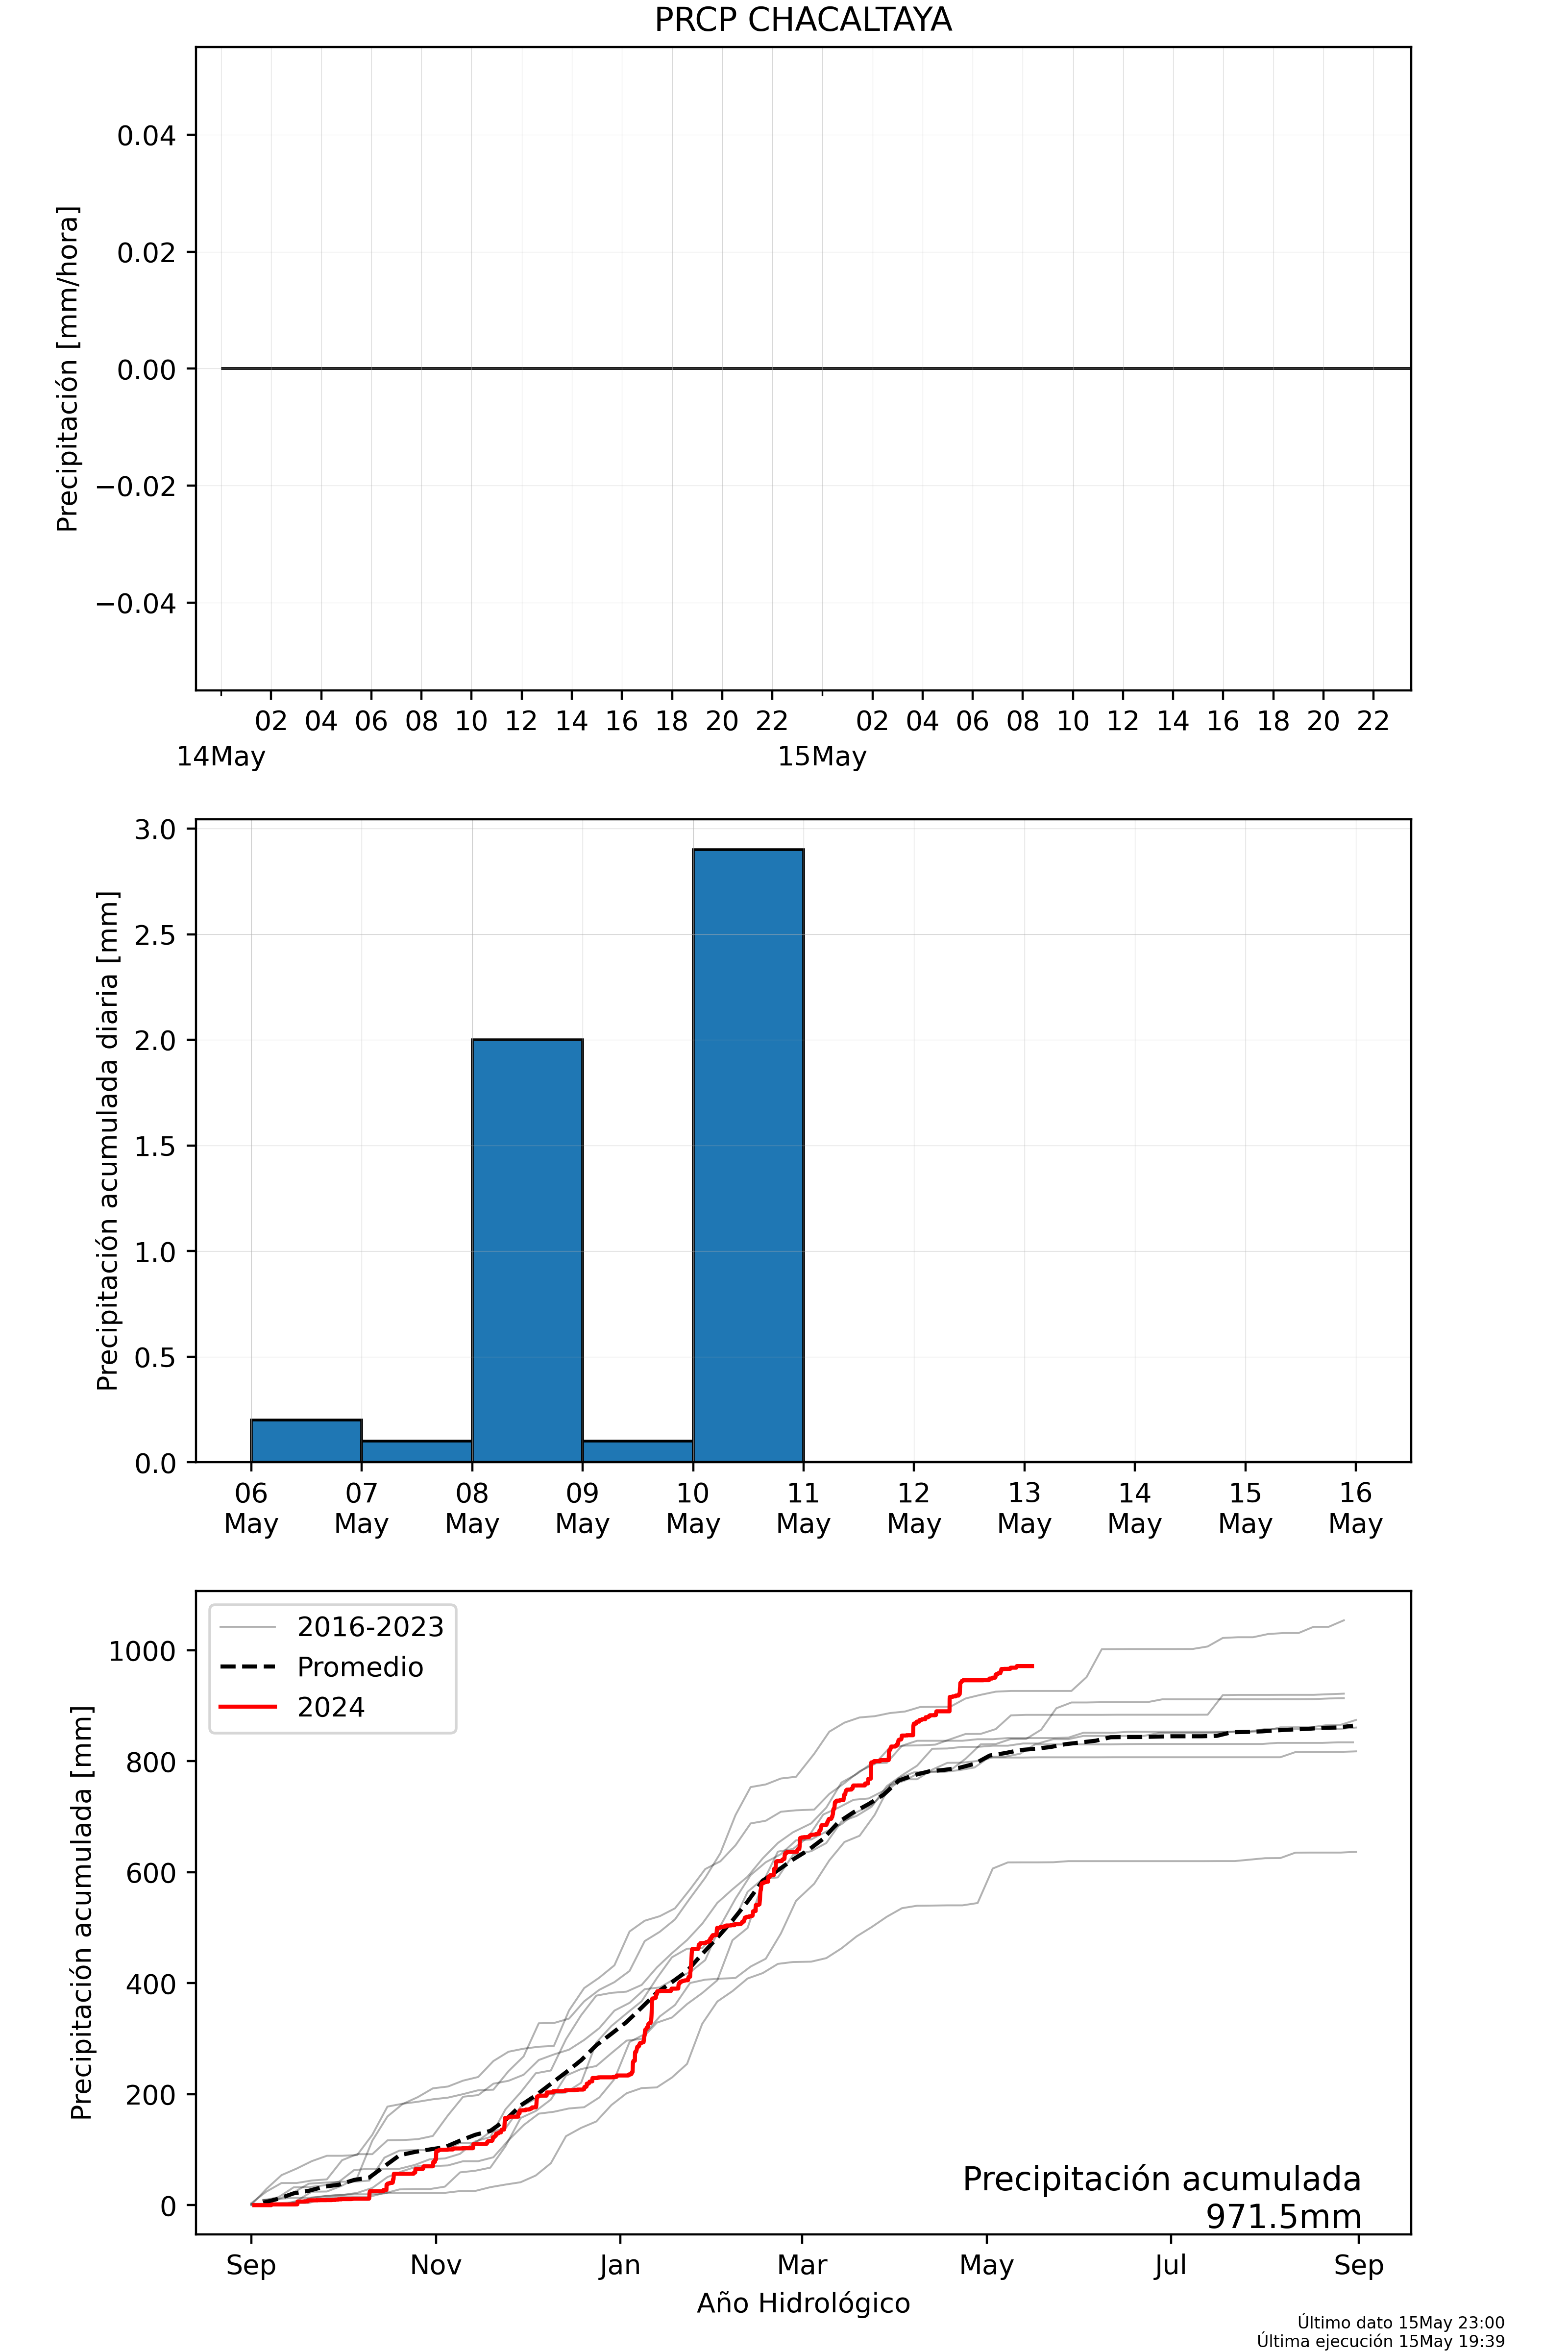 PRCP CHACALTAYA
Precipitación [mm/hora]
0.04
0.02
0.00
−0.02
−0.04
02 04 06 08 10 12 14 16 18 20 22 02 04 06 08 10 12 14 16 18 20 22
14May 15May
Precipitación acumulada diaria [mm]
3.0
2.5
2.0
1.5
1.0
0.5
0.0
06 07 08 09 10 11 12 13 14 15 16
May May May May May May May May May May May
Precipitación acumulada [mm]
1000
800
600
400
200
0
2016-2023
Promedio
2024
Precipitación acumulada
971.5mm
Sep Nov Jan Mar May Jul Sep
Año Hidrológico
Último dato 15May 23:00
Última ejecución 15May 19:39